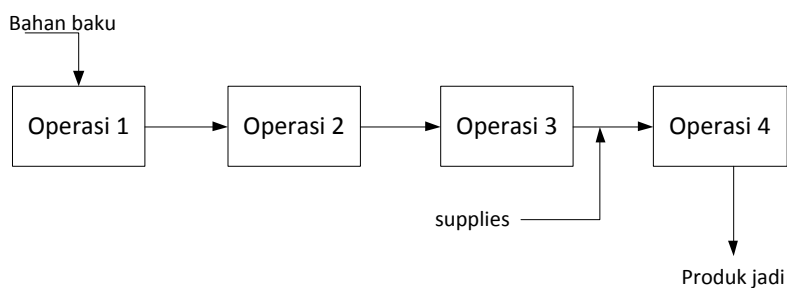 Bahan baku
Operasi 1
Operasi 2
Operasi 3
Operasi 4
supplies
Produk jadi